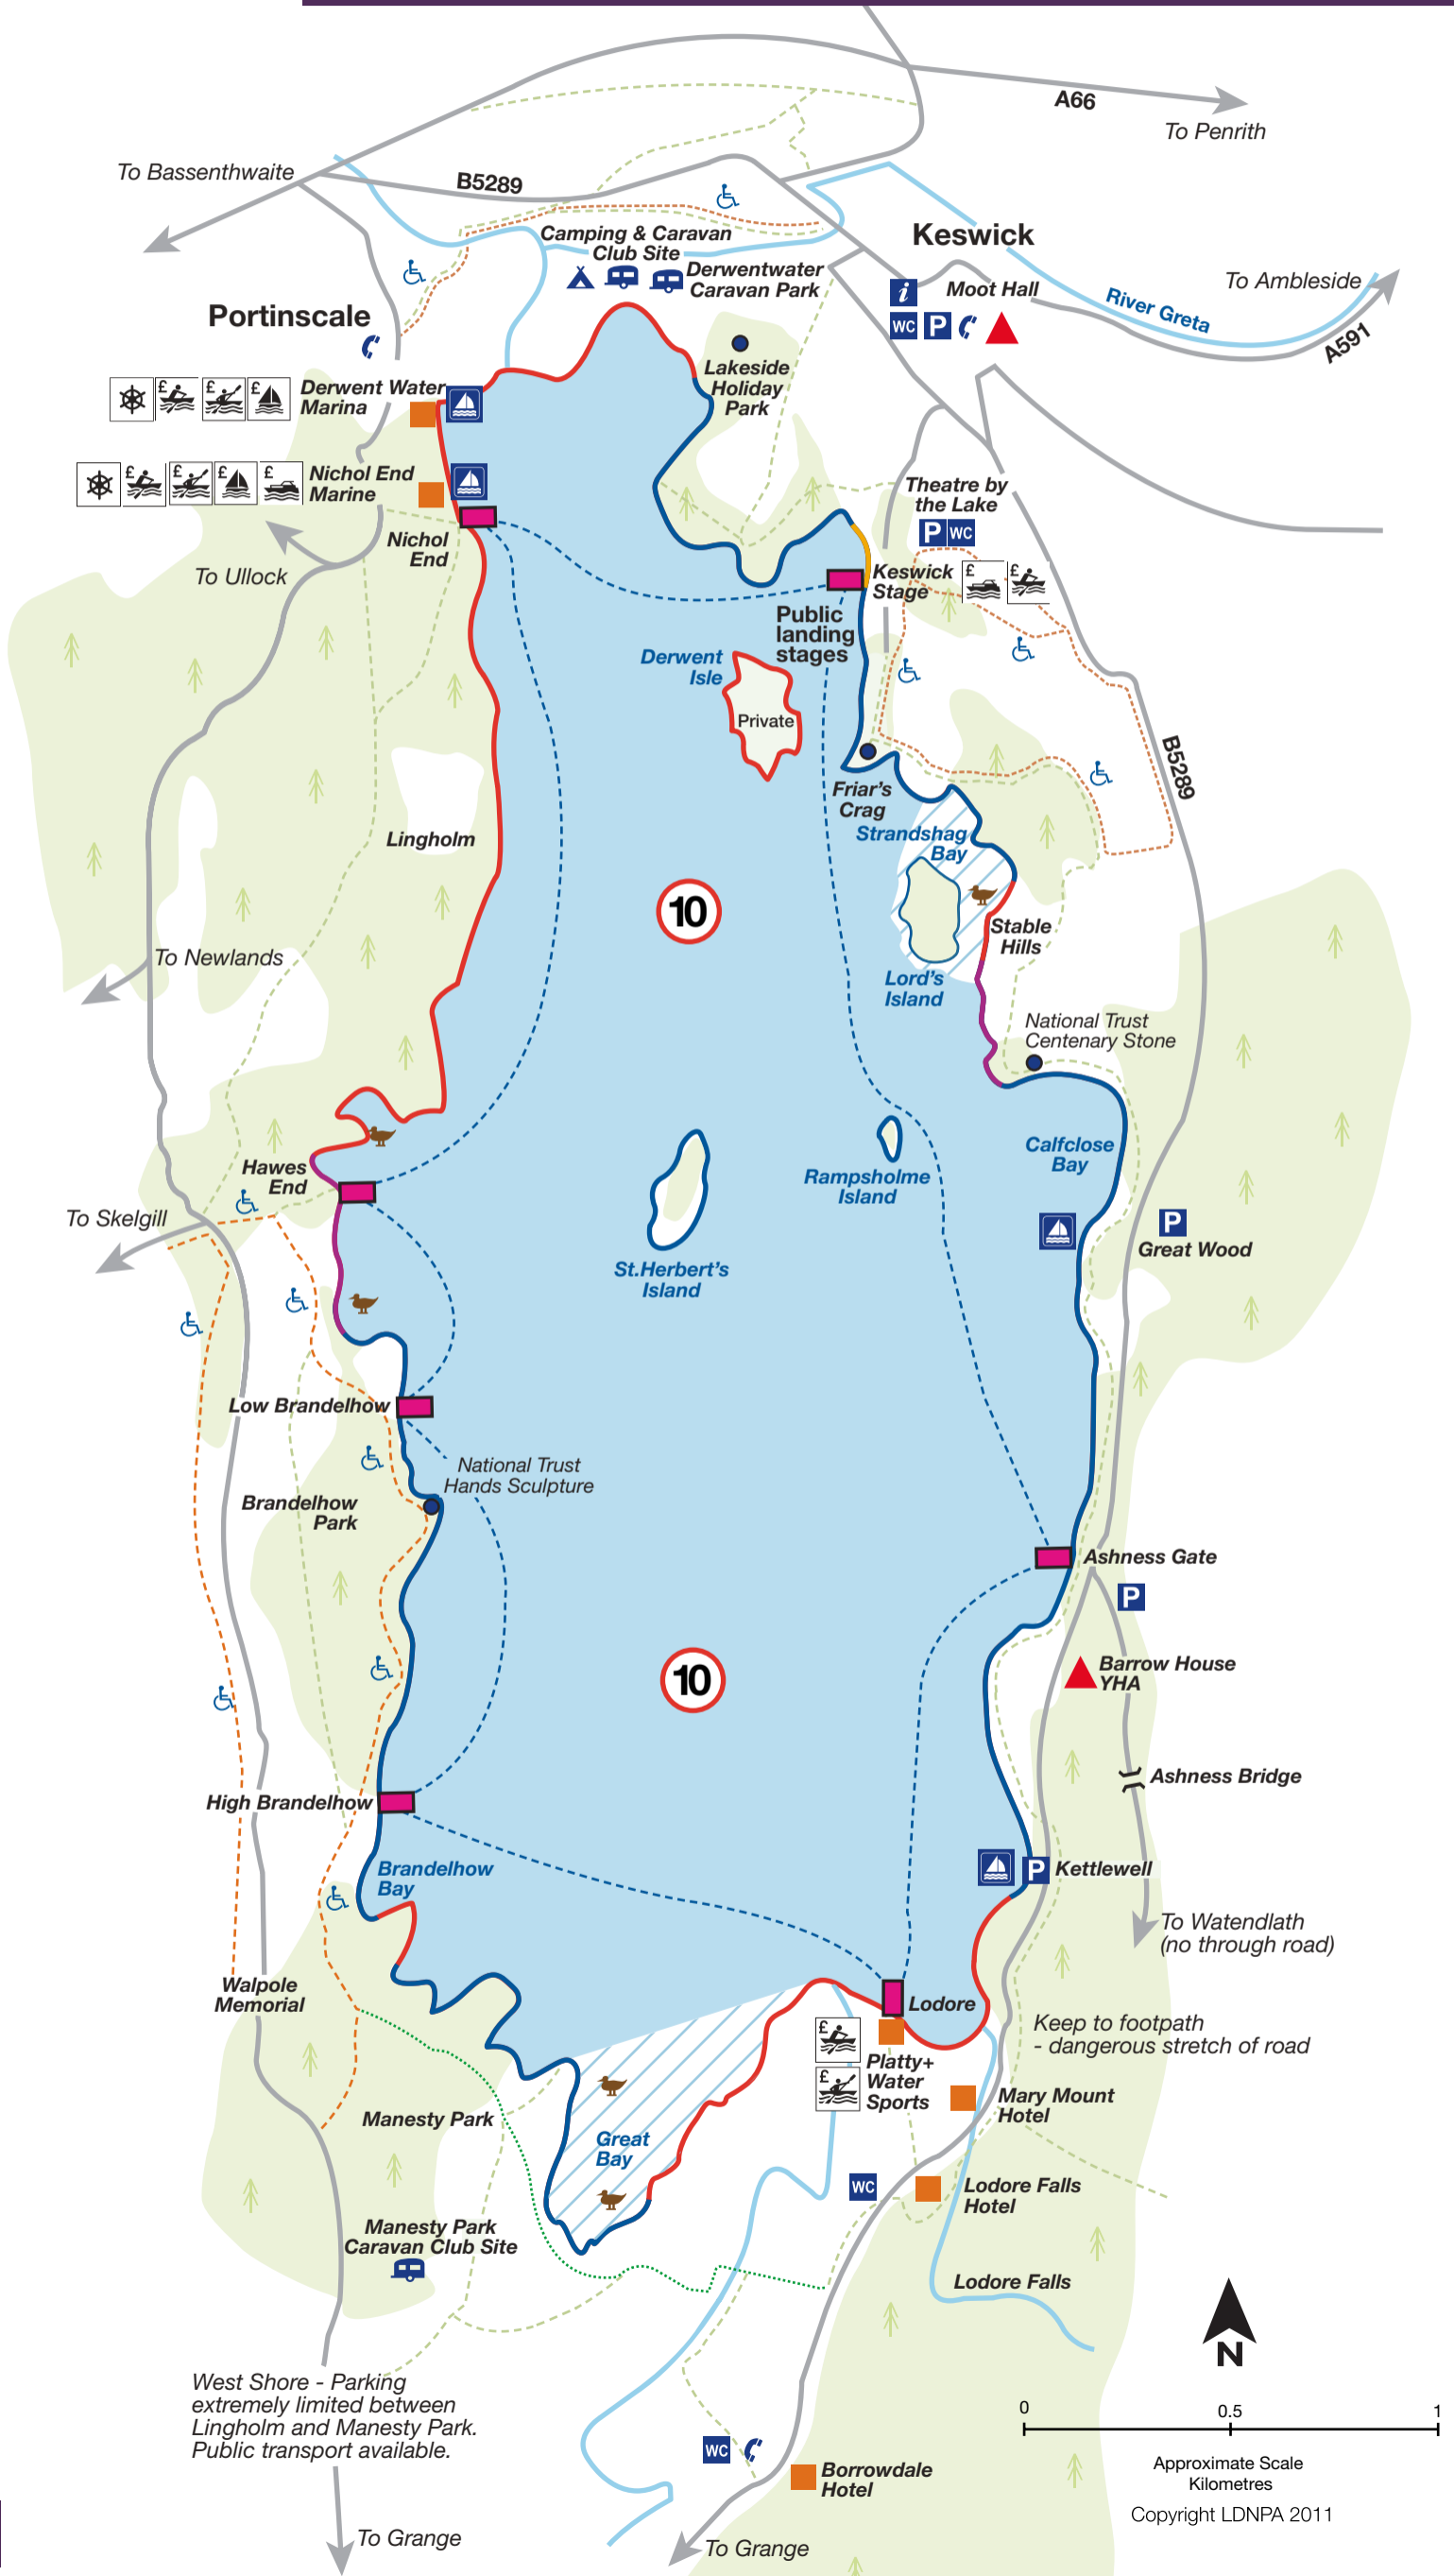 A66
To Penrith
To Bassenthwaite
B5289
Keswick
Camping & Caravan
Club Site
Derwentwater
Caravan Park
To Ambleside
Moot Hall
i
River Greta
A591
WC
P
Portinscale
Lakeside
Holiday
Park
£
£
£
Derwent Water
Marina
£
£
£
£
Nichol End
Marine
Theatre by
the Lake
P
WC
Nichol
End
To Ullock
Keswick
Stage
£
£
Public
landing
stages
Derwent
Isle
Private
B5289
Friar's
Crag
Strandshag
Bay
Lingholm
10
Stable
Hills
To Newlands
Lord's
Island
National Trust
Centenary Stone
Calfclose
Bay
Hawes
End
Rampsholme
Island
To Skelgill
P
Great Wood
St.Herbert's
Island
Low Brandelhow
National Trust
Hands Sculpture
Brandelhow
Park
Ashness Gate
P
10
Barrow House
YHA
Ashness Bridge
High Brandelhow
Brandelhow
Bay
P
Kettlewell
To Watendlath
(no through road)
Walpole
Memorial
Lodore
Keep to footpath
- dangerous stretch of road
£
£
Platty+
Water
Sports
Mary Mount
Hotel
Manesty Park
Great
Bay
WC
Lodore Falls
Hotel
Manesty Park
Caravan Club Site
Lodore Falls
N
West Shore - Parking
extremely limited between
Lingholm and Manesty Park.
Public transport available.
0
0.5
1
WC
Approximate Scale
Kilometres
Borrowdale
Hotel
Copyright LDNPA 2011
To Grange
To Grange